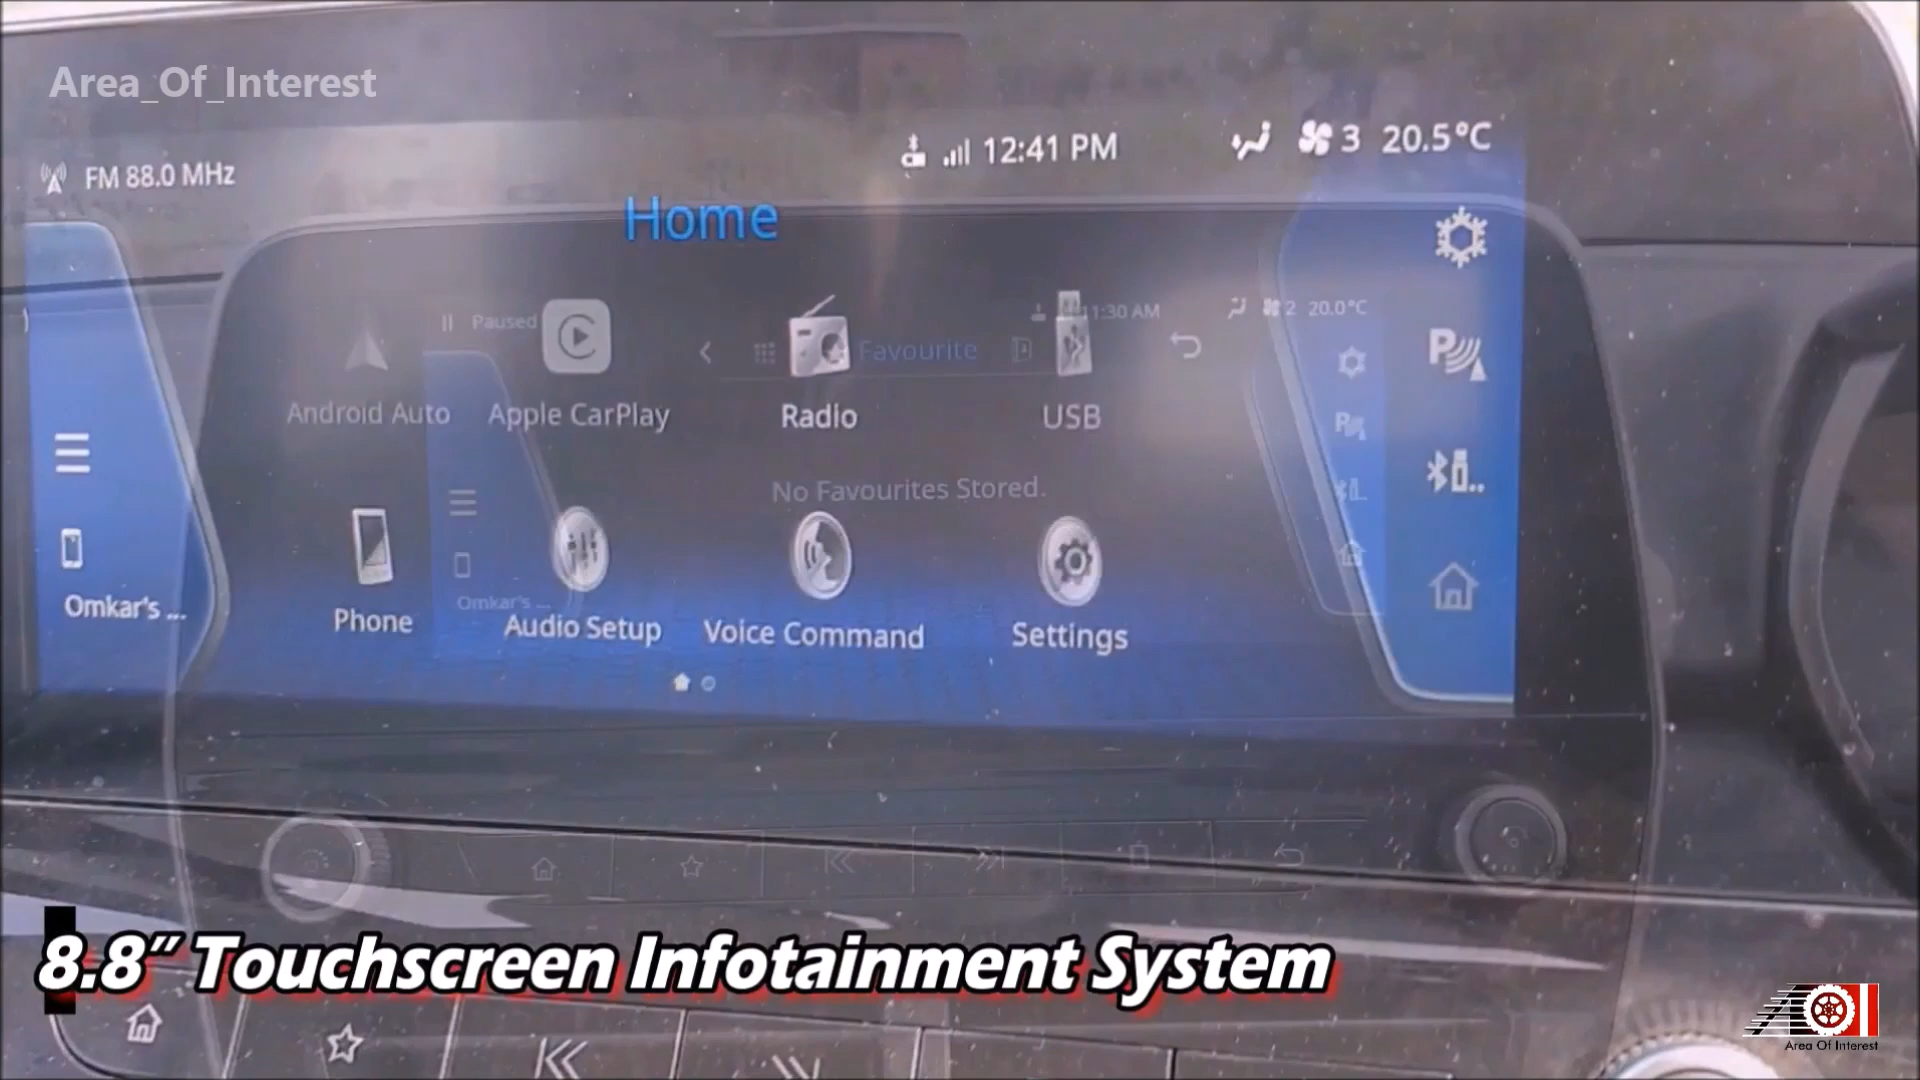 Area_Of_Interest
FM 88.0 MHz
12:41 PM
3 20.5°C
Home
Paused
11:30 AM
2 20.0°C
Favourite
Android Auto
Apple CarPlay
Radio
USB
No Favourites Stored.
Omkar's ...
Omkar's ...
Phone
Audio Setup
Voice Command
Settings
8.8" Touchscreen Infotainment System
Area Of Interest